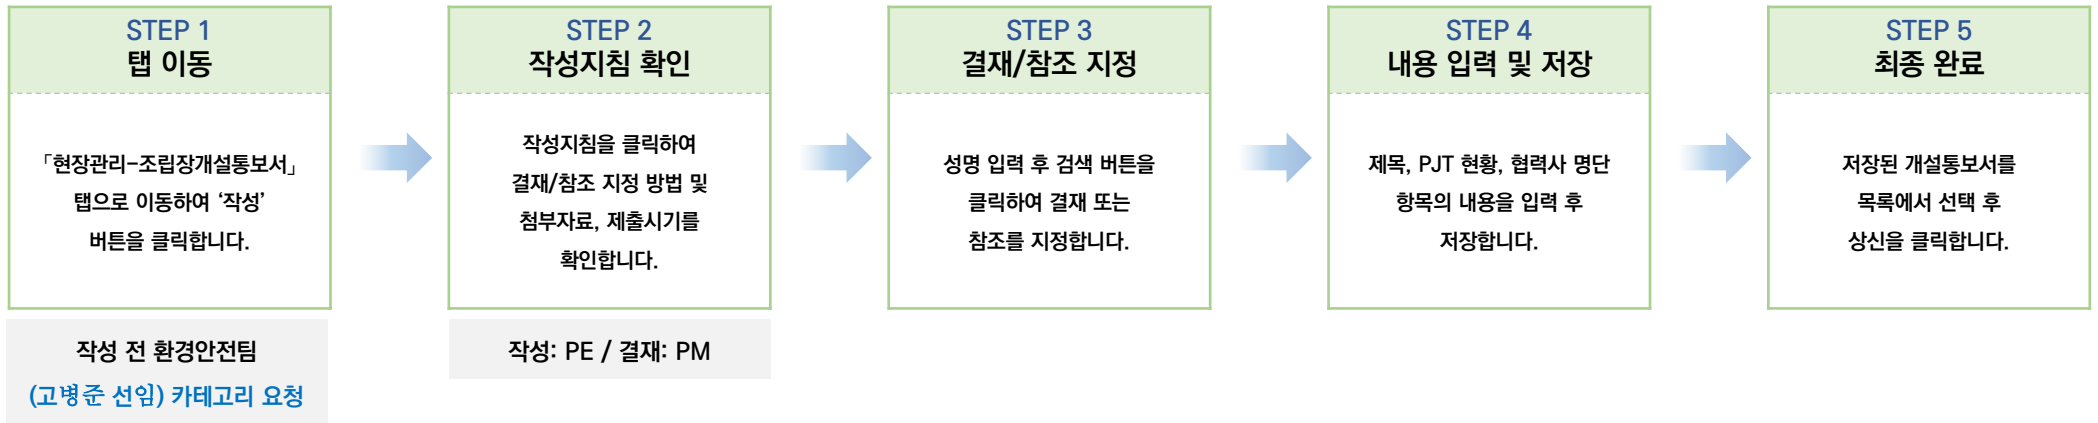 STEP 1
탭 이동
「현장관리-조립장개설통보서」
탭으로 이동하여 ‘작성’
버튼을 클릭합니다.
작성 전 환경안전팀
(고병준 선임) 카테고리 요청
STEP 2
작성지침 확인
작성지침을 클릭하여
결재/참조 지정 방법 및
첨부자료, 제출시기를
확인합니다.
작성: PE / 결재: PM
STEP 3
결재/참조 지정
성명 입력 후 검색 버튼을
클릭하여 결재 또는
참조를 지정합니다.
STEP 4
내용 입력 및 저장
제목, PJT 현황, 협력사 명단
항목의 내용을 입력 후
저장합니다.
STEP 5
최종 완료
저장된 개설통보서를
목록에서 선택 후
상신을 클릭합니다.